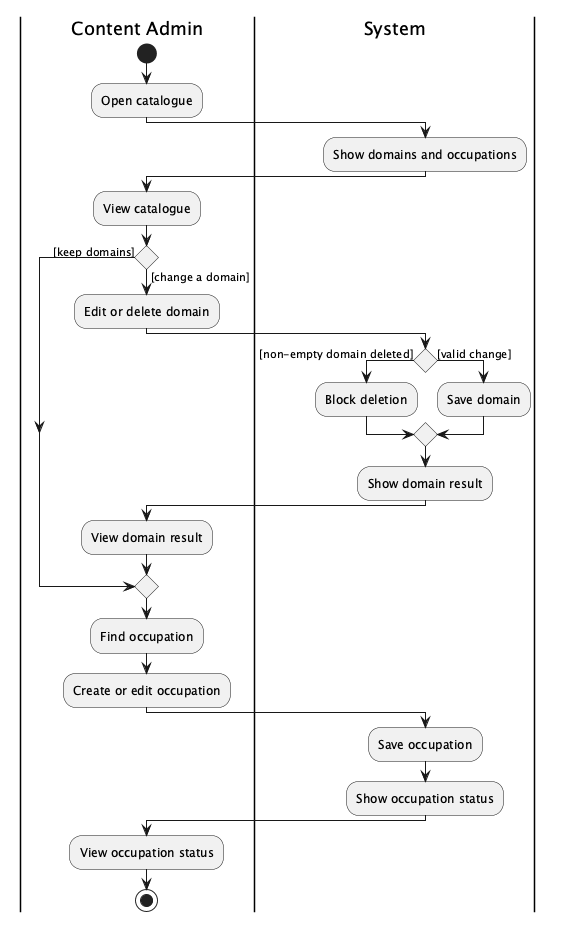 Content Admin
System
Open catalogue
Show domains and occupations
View catalogue
[keep domains]
[change a domain]
Edit or delete domain
[non-empty domain deleted]
[valid change]
Block deletion
Save domain
Show domain result
View domain result
Find occupation
Create or edit occupation
Save occupation
Show occupation status
View occupation status